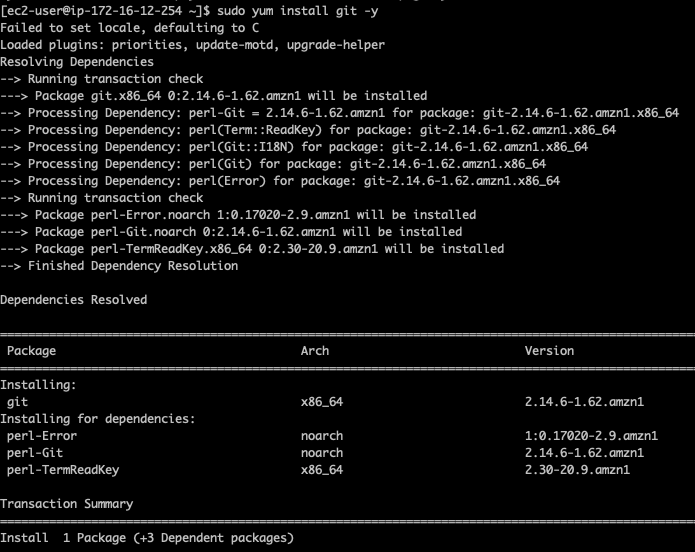 [ec2-user@ip-172-16-12-254 ~]$ sudo yum install git -y
Failed to set locale, defaulting to C
Loaded plugins: priorities, update-motd, upgrade-helper
Resolving Dependencies
--> Running transaction check
---> Package git.x86_64 0:2.14.6-1.62.amzn1 will be installed
--> Processing Dependency: perl-Git = 2.14.6-1.62.amzn1 for package: git-2.14.6-1.62.amzn1.x86_64
--> Processing Dependency: perl(Term::ReadKey) for package: git-2.14.6-1.62.amzn1.x86_64
--> Processing Dependency: perl(Git::I18N) for package: git-2.14.6-1.62.amzn1.x86_64
--> Processing Dependency: perl(Git) for package: git-2.14.6-1.62.amzn1.x86_64
--> Processing Dependency: perl(Error) for package: git-2.14.6-1.62.amzn1.x86_64
--> Running transaction check
---> Package perl-Error.noarch 1:0.17020-2.9.amzn1 will be installed
---> Package perl-Git.noarch 0:2.14.6-1.62.amzn1 will be installed
---> Package perl-TermReadKey.x86_64 0:2.30-20.9.amzn1 will be installed
--> Finished Dependency Resolution
Dependencies Resolved
Package Arch Version
Installing:
git x86_64 2.14.6-1.62.amzn1
Installing for dependencies:
perl-Error noarch 1:0.17020-2.9.amzn1
perl-Git noarch 2.14.6-1.62.amzn1
perl-TermReadKey x86_64 2.30-20.9.amzn1
Transaction Summary
Install 1 Package (+3 Dependent packages)